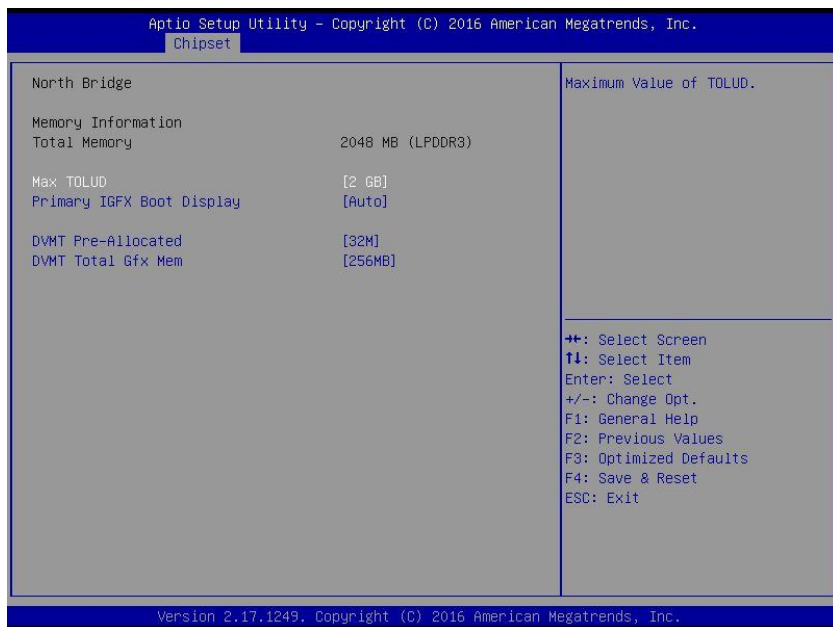 Aptio Setup Utility – Copyright (C) 2016 American Megatrends, Inc.
Chipset
North Bridge
Memory Information
Total Memory 2048 MB (LPDDR3)
Max TOLUD [2 GB]
Primary IGFX Boot Display [Auto]
DVMT Pre-Allocated [32M]
DVMT Total Gfx Mem [256MB]
Maximum Value of TOLUD.
→←: Select Screen
↑↓: Select Item
Enter: Select
+/-: Change Opt.
F1: General Help
F2: Previous Values
F3: Optimized Defaults
F4: Save & Reset
ESC: Exit
Version 2.17.1249. Copyright (C) 2016 American Megatrends, Inc.